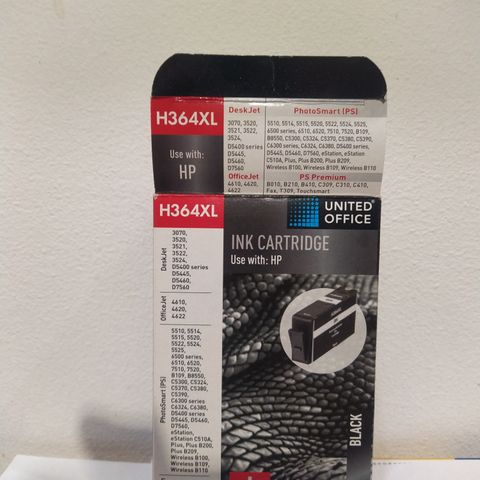 H364XL
Use with:
HP
DeskJet
3070, 3520,
3521, 3522,
3524,
D5400 series
D5445,
D5460,
D7560
OfficeJet
4610, 4620,
4622
PhotoSmart (PS)
5510, 5514, 5515, 5520, 5522, 5524, 5525,
6500 series, 6510, 6520, 7510, 7520, B109,
B8550, C5300, C5324, C5370, C5380, C5390,
C6300 series, C6324, C6380, D5400 series,
D5445, D5460, D7560, eStation, eStation
C510A, Plus, Plus B200, Plus B209,
Wireless B100, Wireless B109, Wireless B110
PS Premium
B010, B210, B410, C309, C310, C410,
Fax, T309, Touchsmart
H364XL
UNITED
OFFICE
INK CARTRIDGE
Use with: HP
BLACK
DeskJet
3070,
3520,
3521,
3522,
3524,
D5400 series
D5445,
D5460,
D7560
OfficeJet
4610,
4620,
4622
PhotoSmart (PS)
5510, 5514,
5515, 5520,
5522, 5524,
5525,
6500 series,
6510, 6520,
7510, 7520,
B109, B8550,
C5300, C5324,
C5370, C5380,
C5390,
C6300 series
C6324, C6380,
D5400 series
D5445, D5460,
D7560,
eStation,
eStation C510A,
Plus, Plus B200,
Plus B209,
Wireless B100,
Wireless B109,
Wireless B110